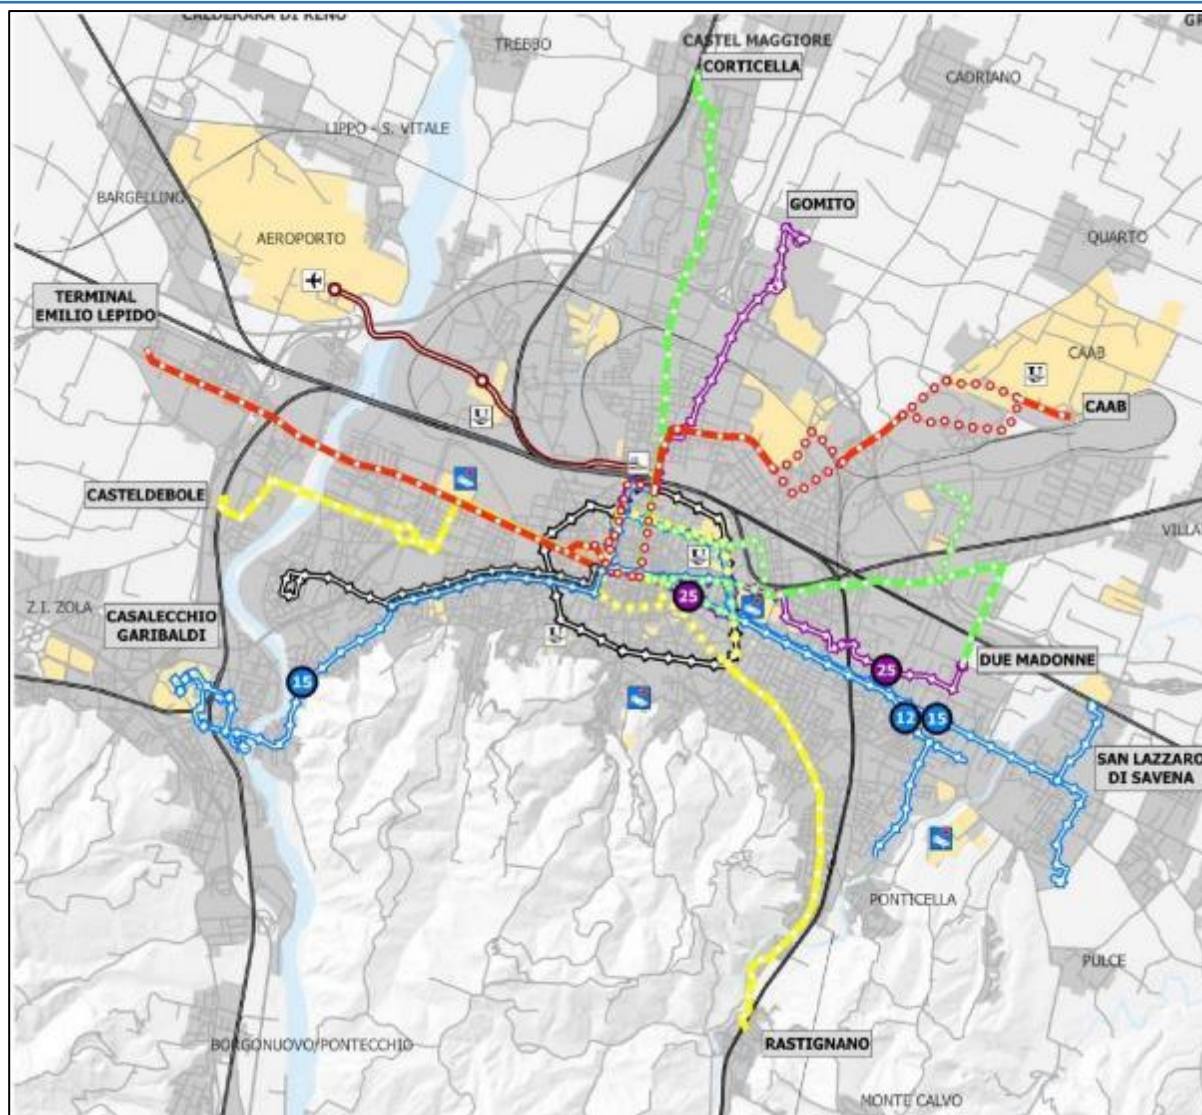 CALDERARA DI RENO
TREBBO
CASTEL MAGGIORE
CORTICELLA
CADRIANO
LIPPO - S. VITALE
BARGELLINO
GOMITO
AEROPORTO
QUARTO
TERMINAL
EMILIO LEPIDO
CAAB
U
U
CAAB
CASTELDEBOLE
VILLA
U
25
Z.I. ZOLA
CASALECCHIO
GARIBALDI
U
DUE MADONNE
25
15
12
15
SAN LAZZARO
DI SAVENA
PONTICELLA
PULCE
BORGONUOVO/PONTECCHIO
RASTIGNANO
MONTE CALVO